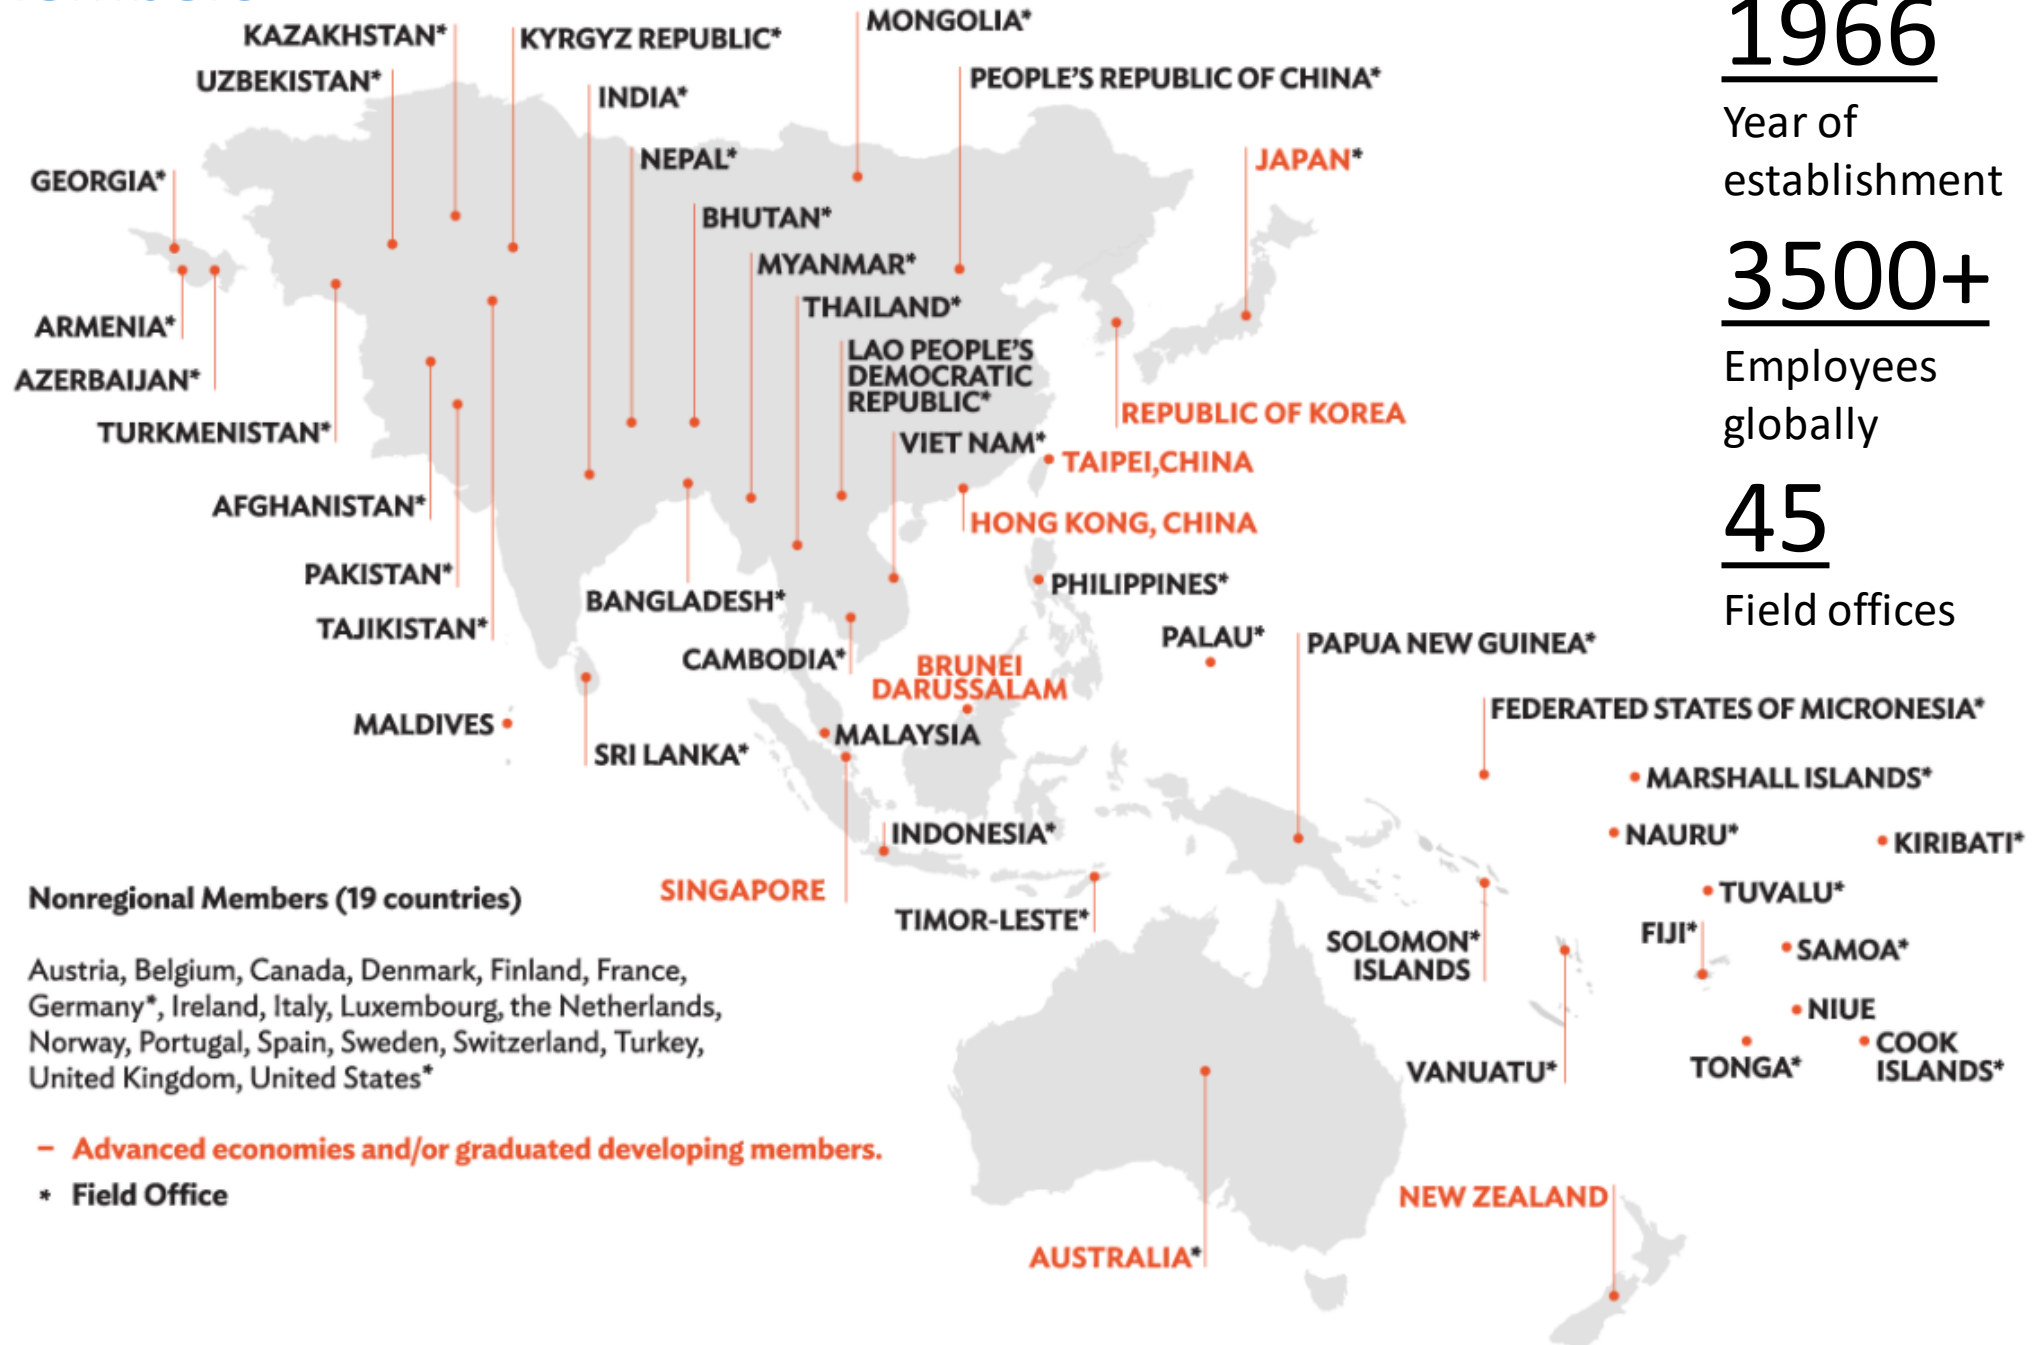 KAZAKHSTAN*
KYRGYZ REPUBLIC*
MONGOLIA*
UZBEKISTAN*
INDIA*
PEOPLE'S REPUBLIC OF CHINA*
NEPAL*
JAPAN*
GEORGIA*
BHUTAN*
MYANMAR*
THAILAND*
ARMENIA*
LAO PEOPLE'S
DEMOCRATIC
REPUBLIC*
AZERBAIJAN*
REPUBLIC OF KOREA
TURKMENISTAN*
VIET NAM*
TAIPEI,CHINA
AFGHANISTAN*
HONG KONG, CHINA
PAKISTAN*
PHILIPPINES*
BANGLADESH*
TAJIKISTAN*
PALAU*
PAPUA NEW GUINEA*
CAMBODIA*
BRUNEI
DARUSSALAM
FEDERATED STATES OF MICRONESIA*
MALDIVES
MALAYSIA
SRI LANKA*
MARSHALL ISLANDS*
INDONESIA*
NAURU*
KIRIBATI*
SINGAPORE
TUVALU*
TIMOR-LESTE*
SOLOMON*
ISLANDS
FIJI*
SAMOA*
NIUE
VANUATU*
TONGA*
COOK
ISLANDS*
NEW ZEALAND
AUSTRALIA*
1966
Year of
establishment
3500+
Employees
globally
45
Field offices
Nonregional Members (19 countries)
Austria, Belgium, Canada, Denmark, Finland, France,
Germany*, Ireland, Italy, Luxembourg, the Netherlands,
Norway, Portugal, Spain, Sweden, Switzerland, Turkey,
United Kingdom, United States*
– Advanced economies and/or graduated developing members.
* Field Office